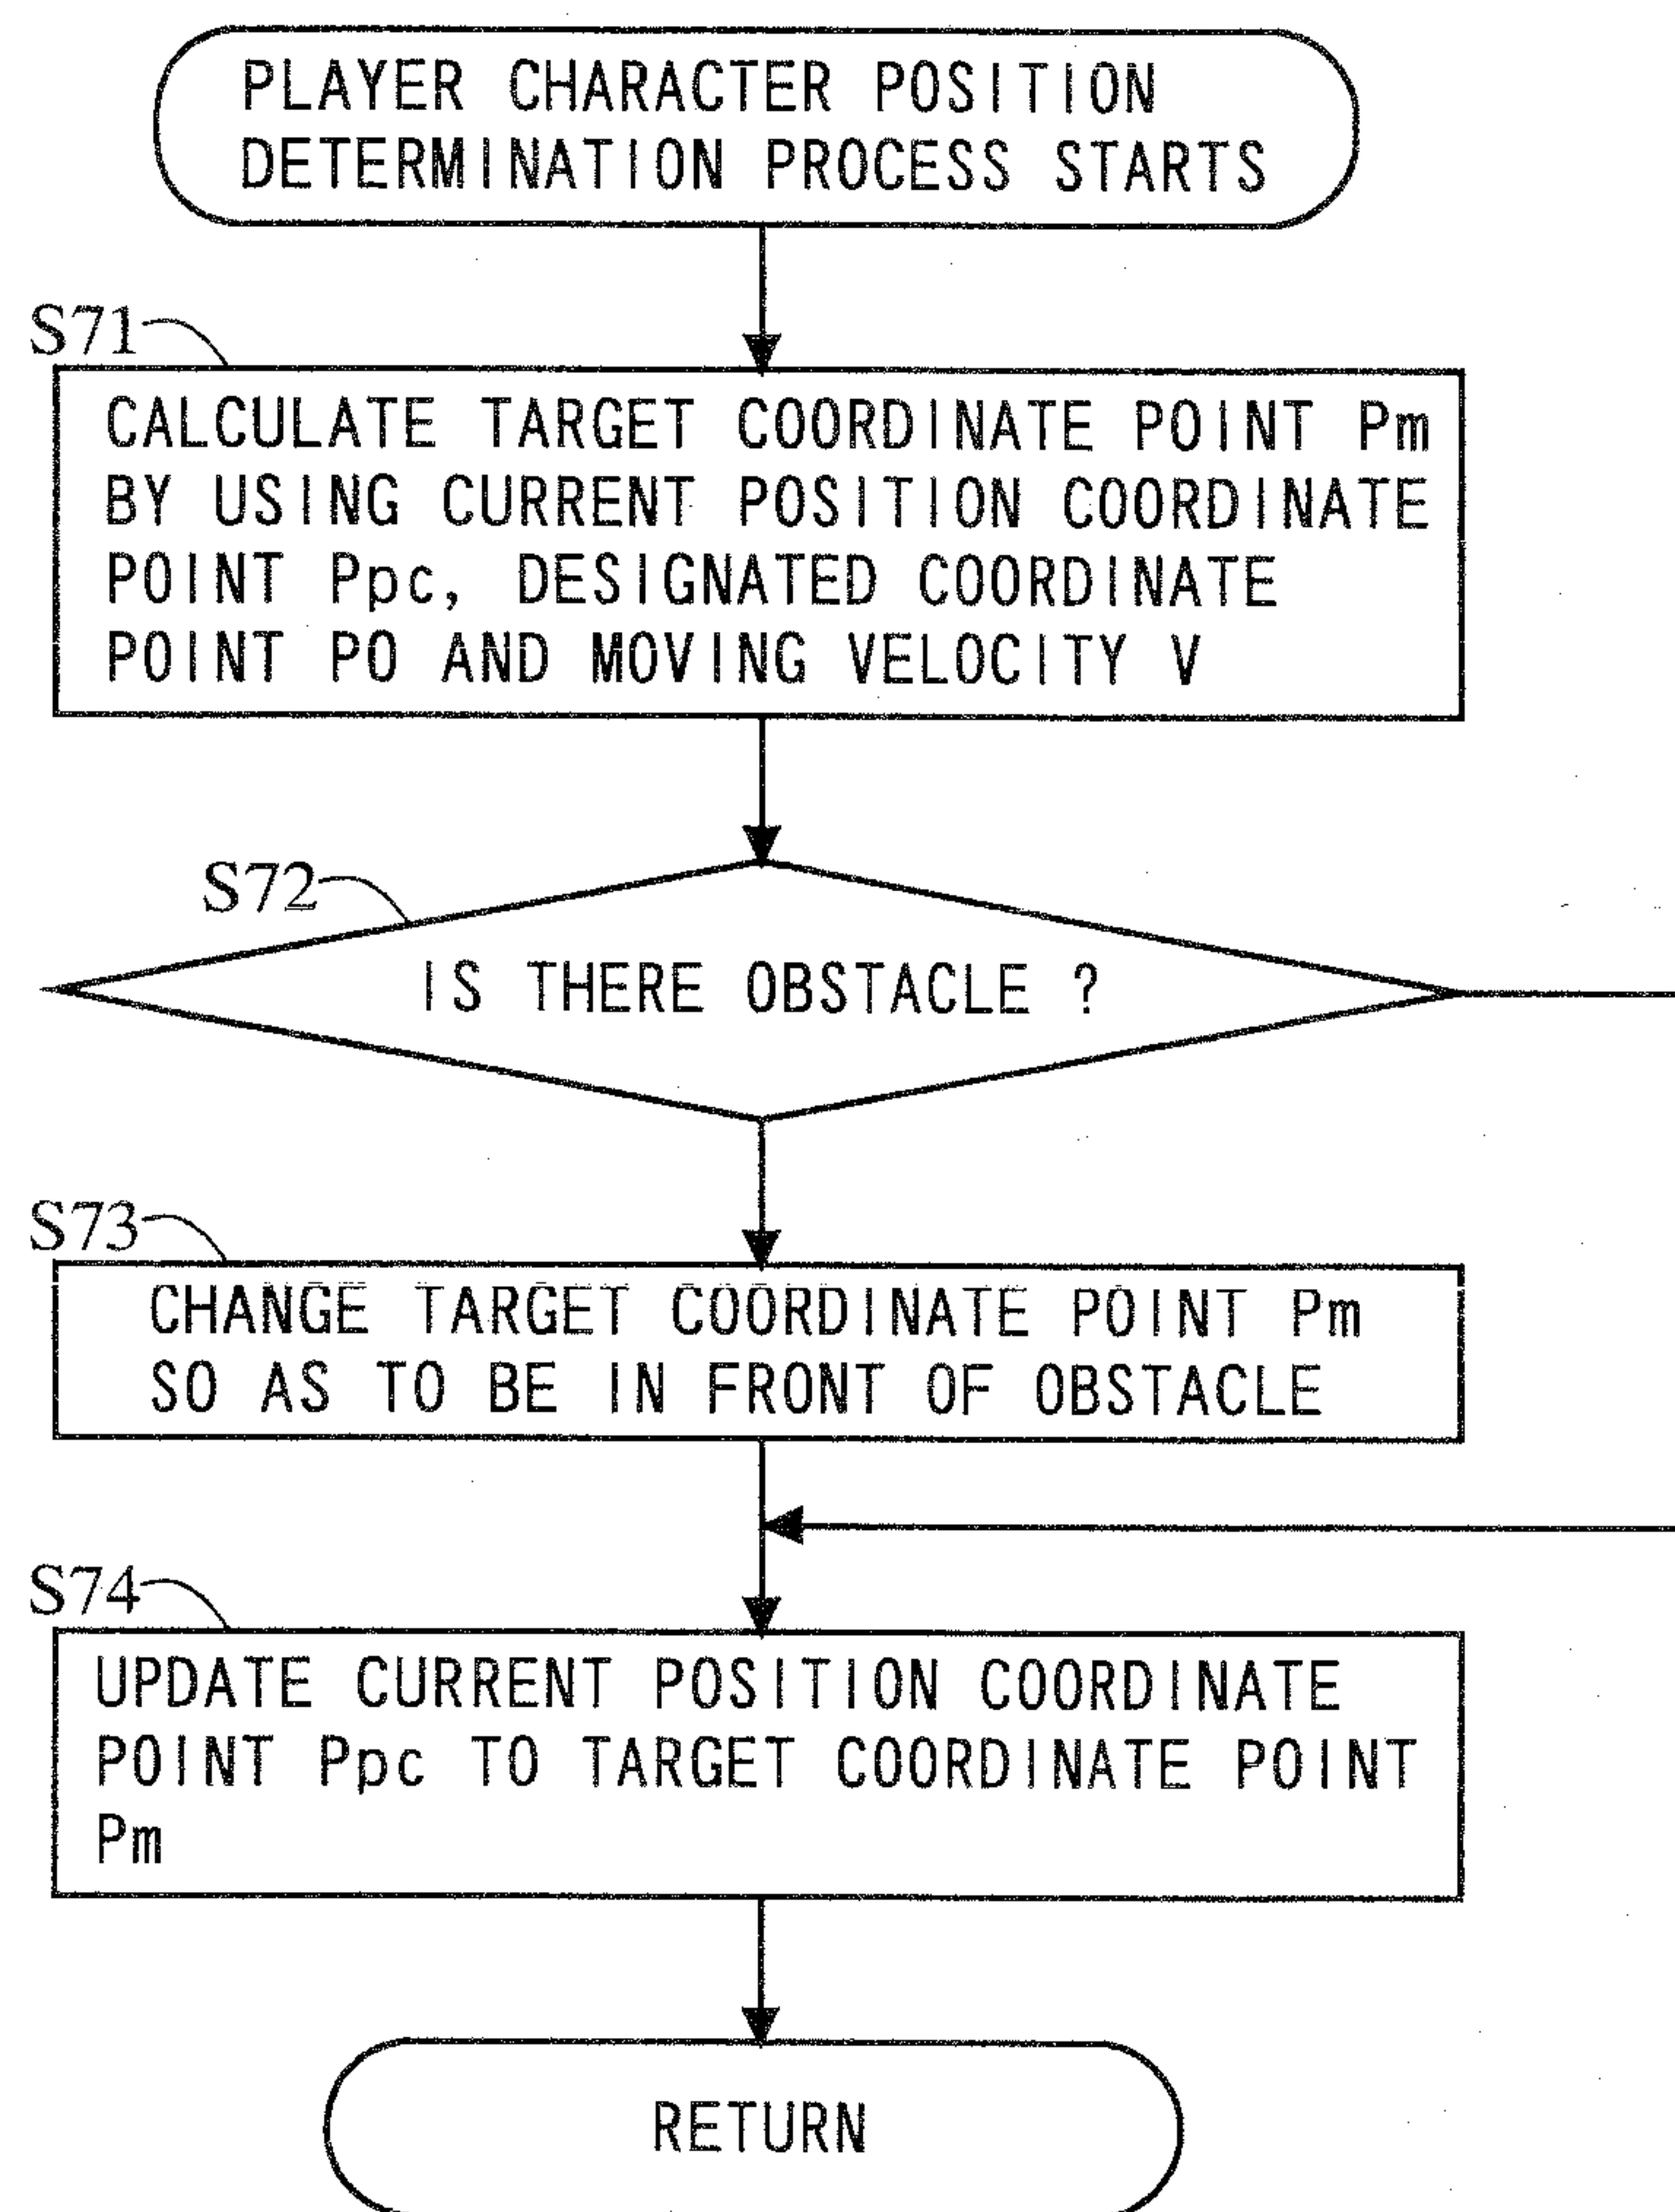 PLAYER CHARACTER POSITION
DETERMINATION PROCESS STARTS
S71
CALCULATE TARGET COORDINATE POINT Pm
BY USING CURRENT POSITION COORDINATE
POINT Ppc, DESIGNATED COORDINATE
POINT P0 AND MOVING VELOCITY V
S72
IS THERE OBSTACLE ?
S73
CHANGE TARGET COORDINATE POINT Pm
SO AS TO BE IN FRONT OF OBSTACLE
S74
UPDATE CURRENT POSITION COORDINATE
POINT Ppc TO TARGET COORDINATE POINT
Pm
RETURN